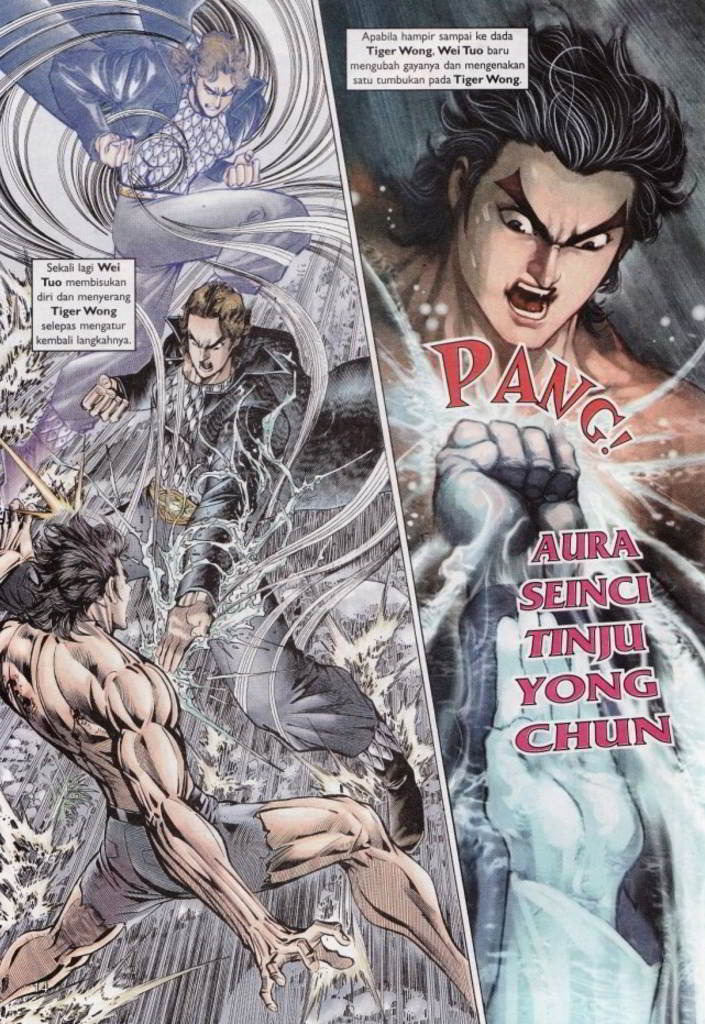 Sekali lagi Wei
Tuo membisukan
diri dan menyerang
Tiger Wong
selepas mengatur
kembali langkahnya.
Apabila hampir sampai ke dada
Tiger Wong, Wei Tuo baru
mengubah gayanya dan mengenakan
satu tumbukan pada Tiger Wong.
PANG!
AURA
SEINCI
TINJU
YONG
CHUN
14